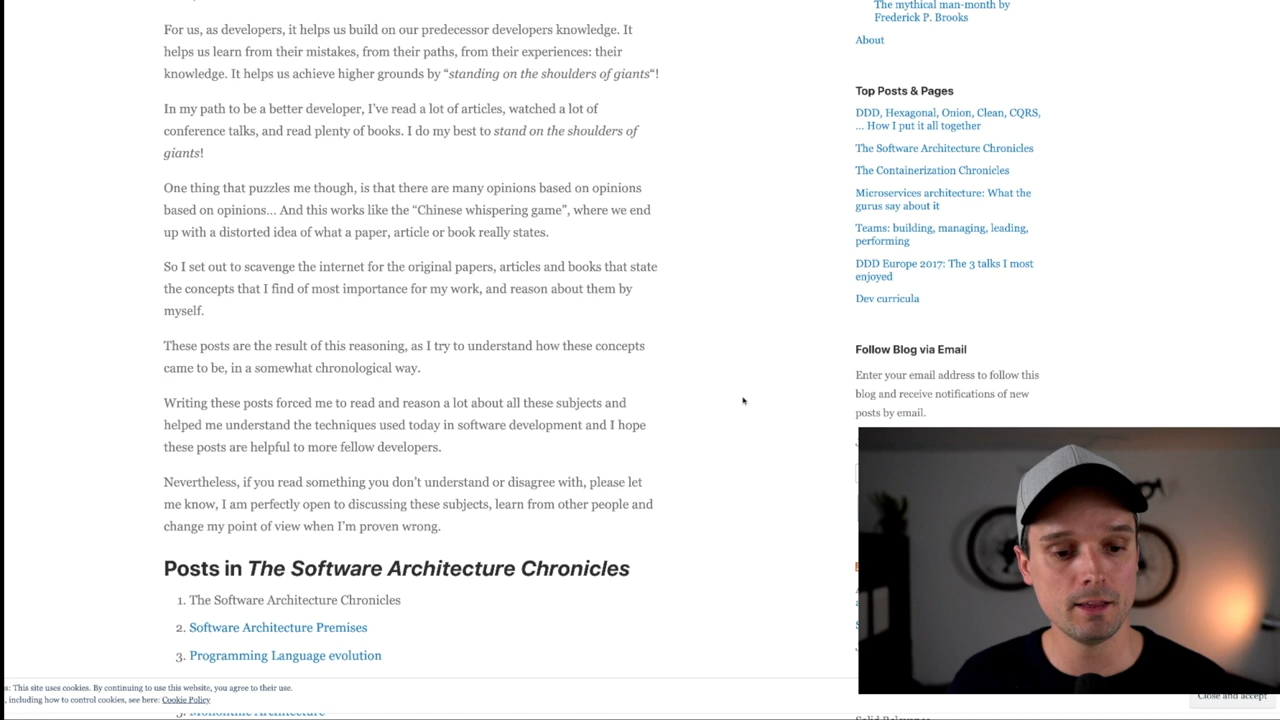 For us, as developers, it helps us build on our predecessor developers knowledge. It
helps us learn from their mistakes, from their paths, from their experiences: their
knowledge. It helps us achieve higher grounds by “standing on the shoulders of giants“!
In my path to be a better developer, I’ve read a lot of articles, watched a lot of
conference talks, and read plenty of books. I do my best to stand on the shoulders of
giants!
One thing that puzzles me though, is that there are many opinions based on opinions
based on opinions… And this works like the “Chinese whispering game”, where we end
up with a distorted idea of what a paper, article or book really states.
So I set out to scavenge the internet for the original papers, articles and books that state
the concepts that I find of most importance for my work, and reason about them by
myself.
These posts are the result of this reasoning, as I try to understand how these concepts
came to be, in a somewhat chronological way.
Writing these posts forced me to read and reason a lot about all these subjects and
helped me understand the techniques used today in software development and I hope
these posts are helpful to more fellow developers.
Nevertheless, if you read something you don’t understand or disagree with, please let
me know, I am perfectly open to discussing these subjects, learn from other people and
change my point of view when I’m proven wrong.
Posts in The Software Architecture Chronicles
1. The Software Architecture Chronicles
2. Software Architecture Premises
3. Programming Language evolution
5. Monolithic Architecture
s: This site uses cookies. By continuing to use this website, you agree to their use.
, including how to control cookies, see here: Cookie Policy
The mythical man-month by
Frederick P. Brooks
About
Top Posts & Pages
DDD, Hexagonal, Onion, Clean, CQRS,
… How I put it all together
The Software Architecture Chronicles
The Containerization Chronicles
Microservices architecture: What the
gurus say about it
Teams: building, managing, leading,
performing
DDD Europe 2017: The 3 talks I most
enjoyed
Dev curricula
Follow Blog via Email
Enter your email address to follow this
blog and receive notifications of new
posts by email.
Close and accept